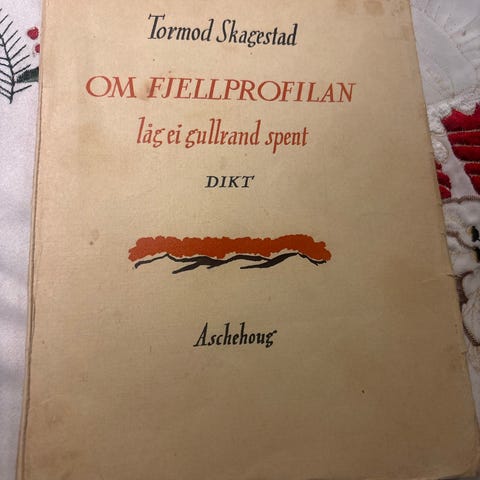 Tormod Skagestad
OM FJELLPROFILAN
låg ei gullrand spent
DIKT
Aschehoug